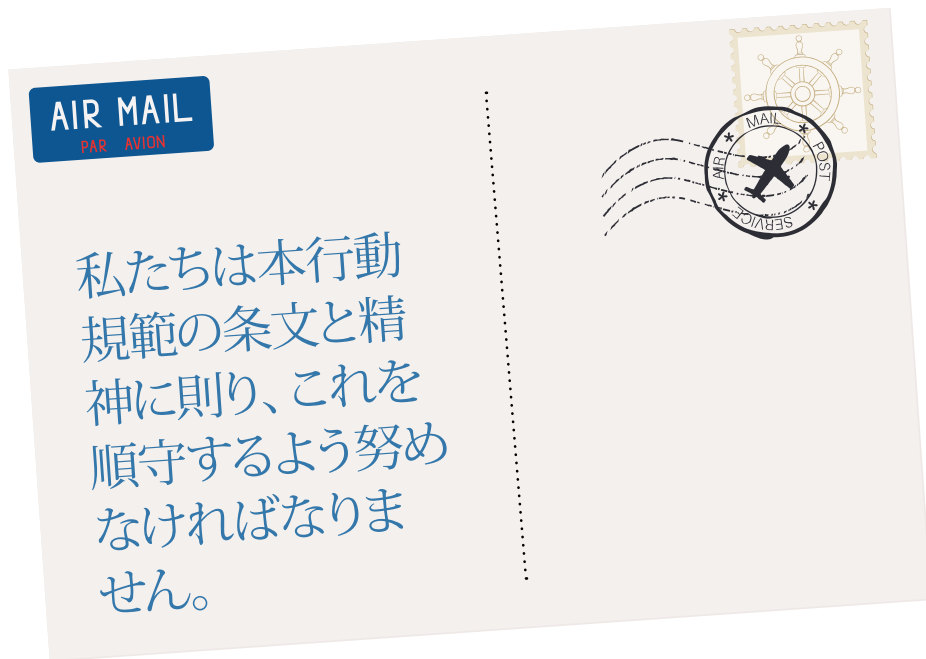 AIR MAIL
PAR AVION
AIR MAIL POST SERVICE
私たちは本行動
規範の条文と精
神に則り、これを
順守するよう努め
なければなりま
せん。